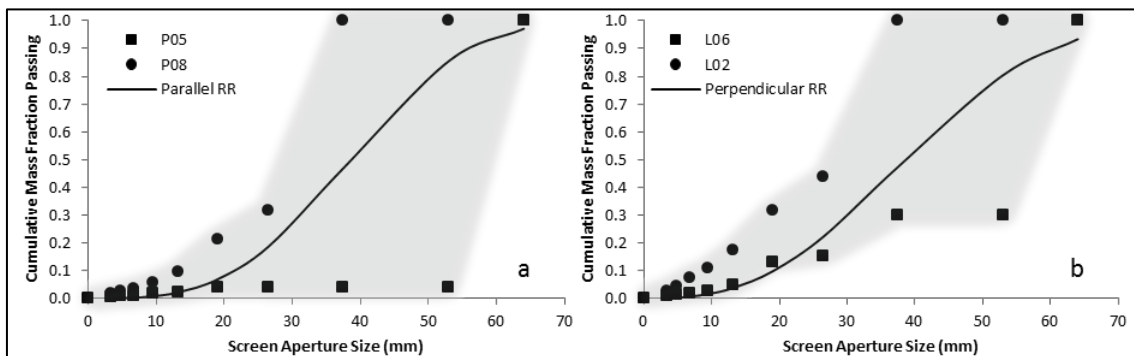 Cumulative Mass Fraction Passing
1.0
0.9
0.8
0.7
0.6
0.5
0.4
0.3
0.2
0.1
0.0
P05
P08
Parallel RR
a
0 10 20 30 40 50 60 70
Screen Aperture Size (mm)
Cumulative Mass Fraction Passing
1.0
0.9
0.8
0.7
0.6
0.5
0.4
0.3
0.2
0.1
0.0
L06
L02
Perpendicular RR
b
0 10 20 30 40 50 60 70
Screen Aperture Size (mm)